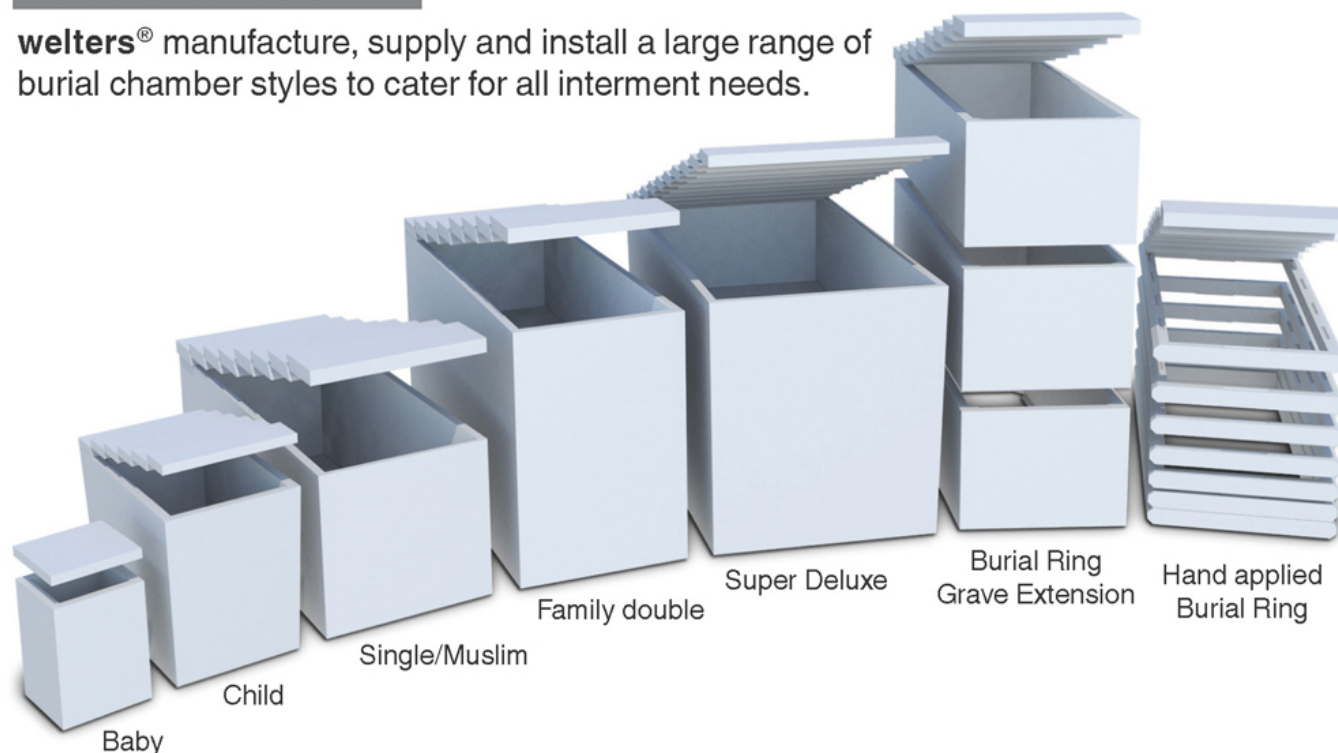 welters® manufacture, supply and install a large range of
burial chamber styles to cater for all interment needs.
Baby
Child
Single/Muslim
Family double
Super Deluxe
Burial Ring
Grave Extension
Hand applied
Burial Ring